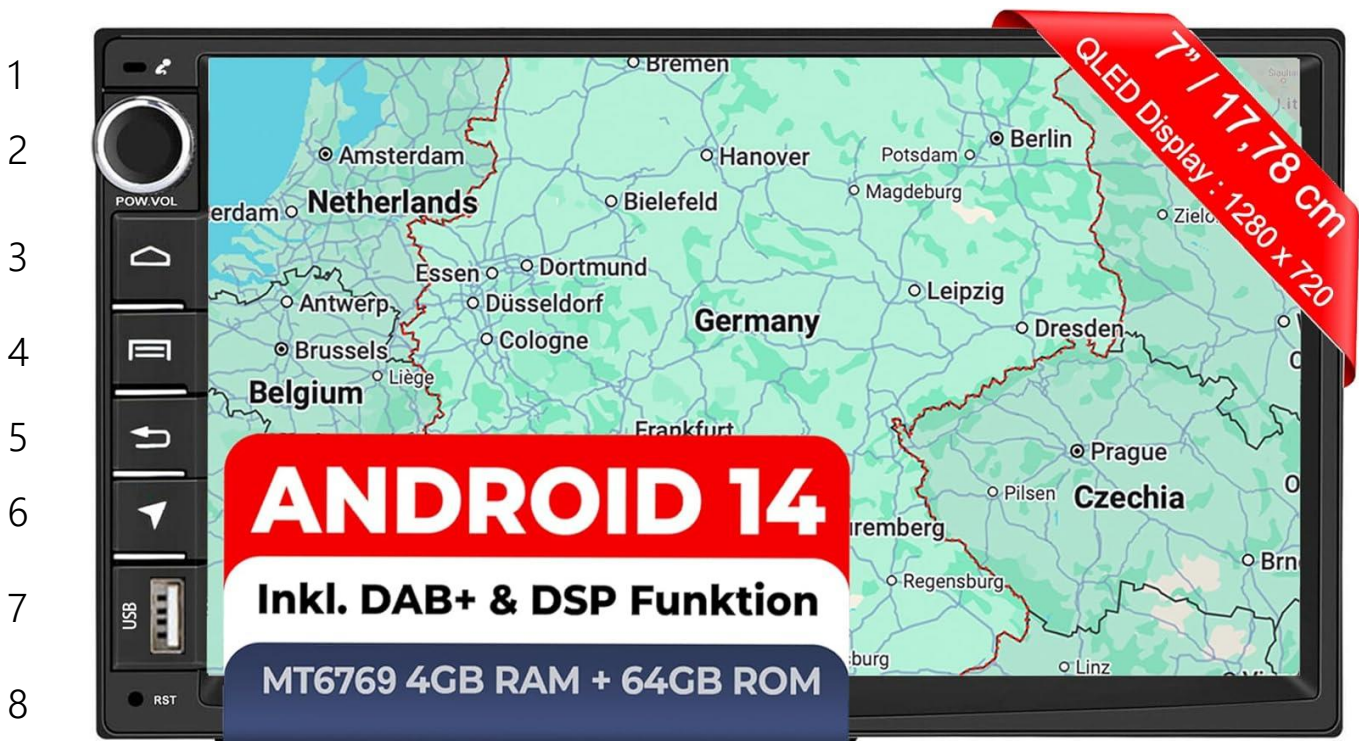 1
2
3
4
5
6
7
8
POW.VOL
USB
RST
7” / 17,78 cm
QLED Display : 1280 x 720
Bremen
Amsterdam
Hanover
Potsdam
Berlin
Netherlands
Bielefeld
Magdeburg
erdam
Essen
Dortmund
Antwerp
Düsseldorf
Leipzig
Germany
Cologne
Dresden
Brussels
Liège
Belgium
Frankfurt
Prague
Pilsen
Czechia
uremberg
Brn
Regensburg
burg
Linz
ANDROID 14
Inkl. DAB+ & DSP Funktion
MT6769 4GB RAM + 64GB ROM